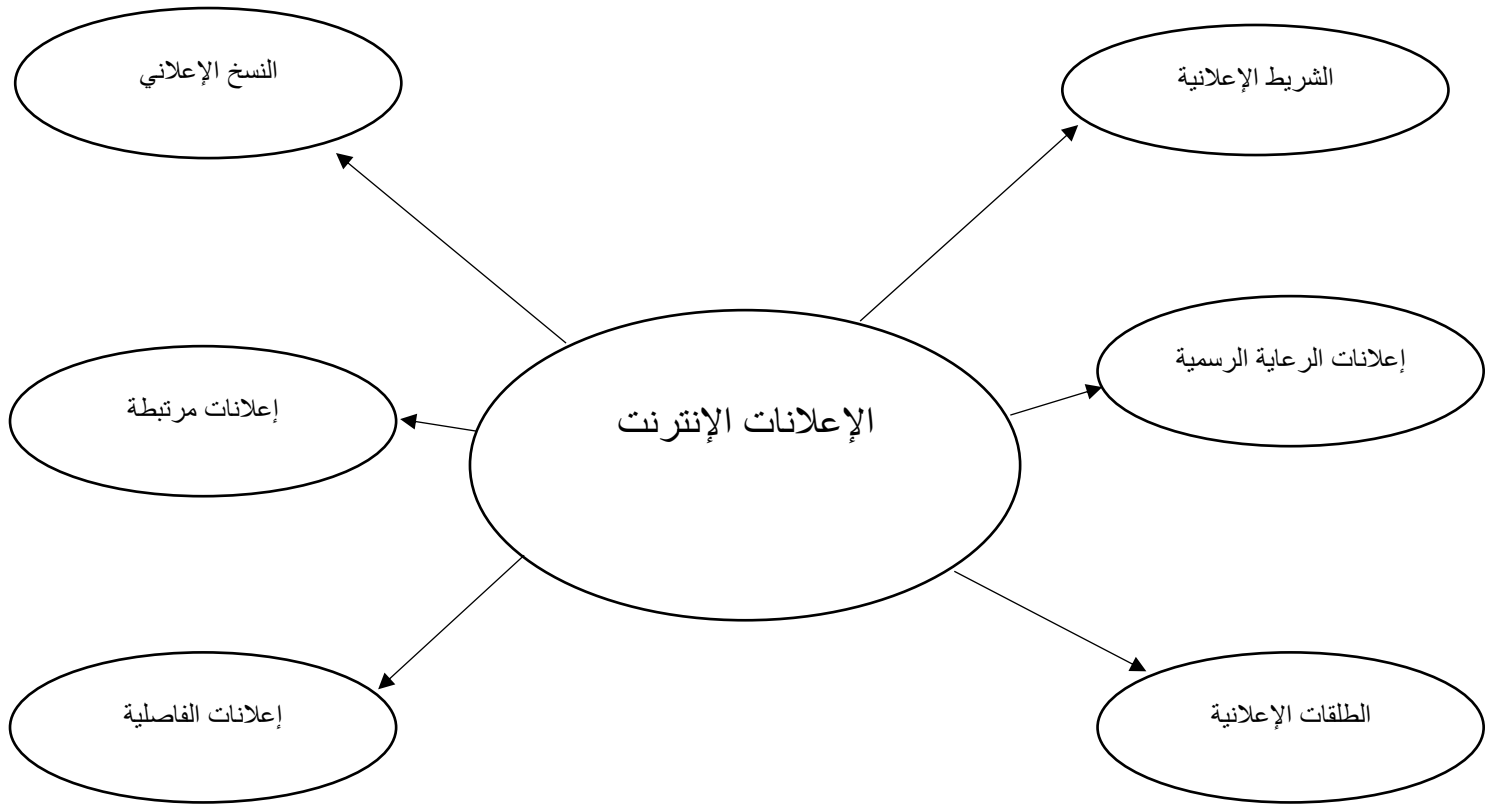 الشريط الإعلانية
النسخ الإعلاني
إعلانات الرعاية الرسمية
إعلانات مرتبطة
الإعلانات الإنترنت
الطلقات الإعلانية
إعلانات الفاصلية